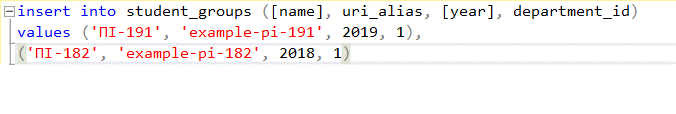 insert into student_groups ([name], uri_alias, [year], department_id)
values ('ПІ-191', 'example-pi-191', 2019, 1),
('ПІ-182', 'example-pi-182', 2018, 1)